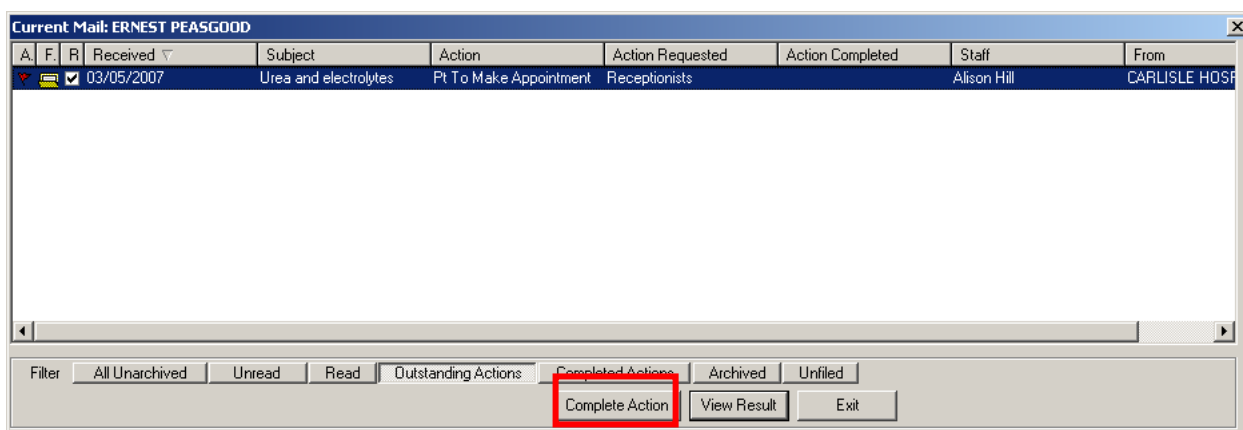 Current Mail: ERNEST PEASGOOD
A. F. R Received Subject Action Action Requested Action Completed Staff From
03/05/2007 Urea and electrolytes Pt To Make Appointment Receptionists Alison Hill CARLISLE HOSP
Filter All Unarchived Unread Read Outstanding Actions Completed Actions Archived Unfiled
Complete Action View Result Exit